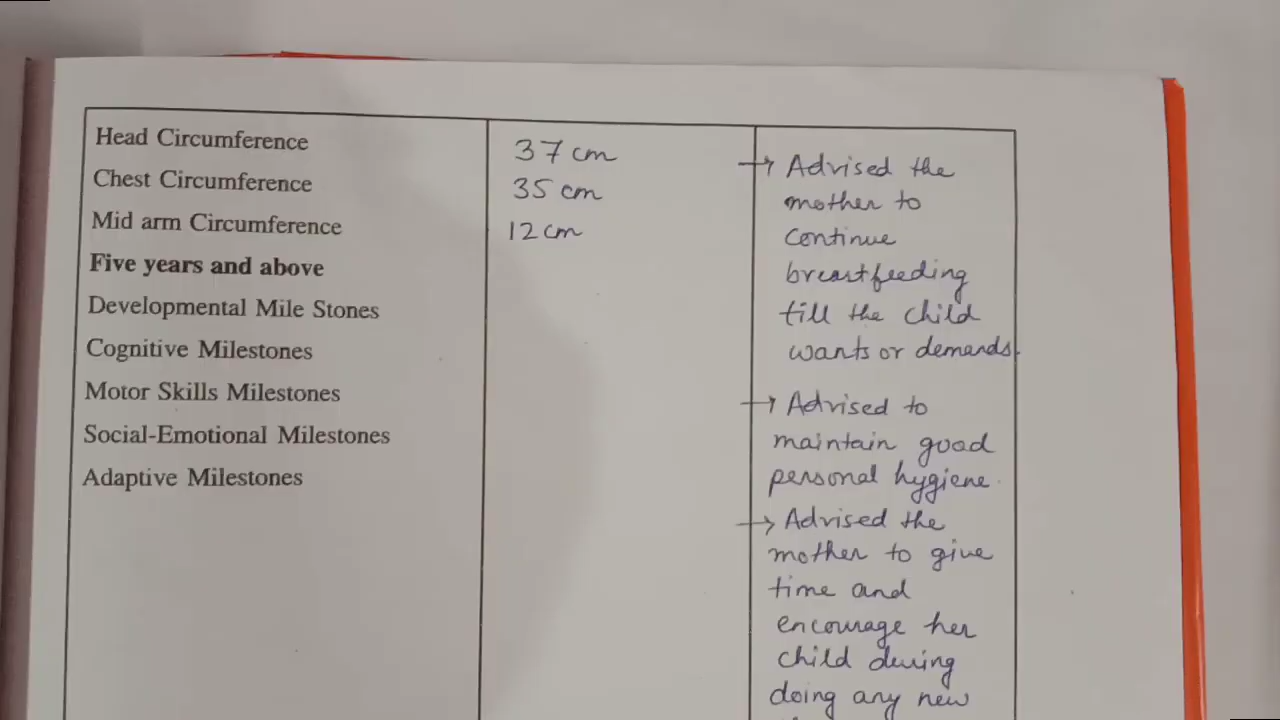 Head Circumference
Chest Circumference
Mid arm Circumference
Five years and above
Developmental Mile Stones
Cognitive Milestones
Motor Skills Milestones
Social-Emotional Milestones
Adaptive Milestones
37 cm
35 cm
12 cm
→ Advised the
mother to
continue
breastfeeding
till the child
wants or demands.
→ Advised to
maintain good
personal hygiene.
→ Advised the
mother to give
time and
encourage her
child during
doing any new